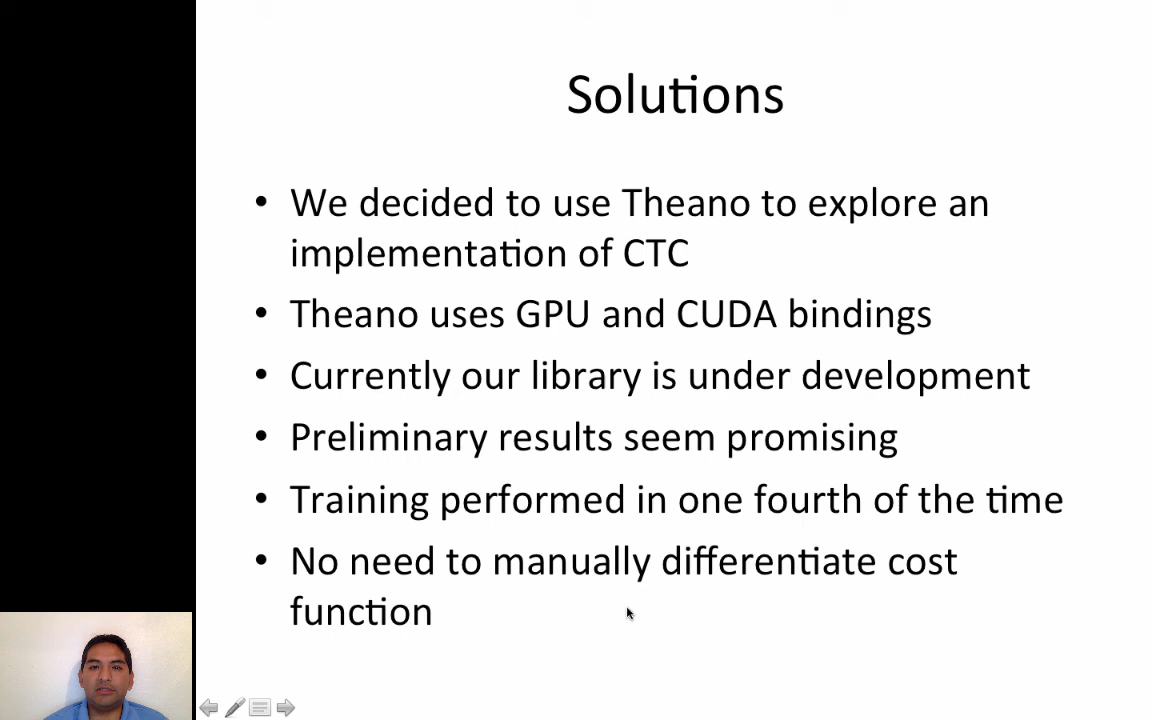 Solutions
• We decided to use Theano to explore an
implementation of CTC
• Theano uses GPU and CUDA bindings
• Currently our library is under development
• Preliminary results seem promising
• Training performed in one fourth of the time
• No need to manually differentiate cost
function